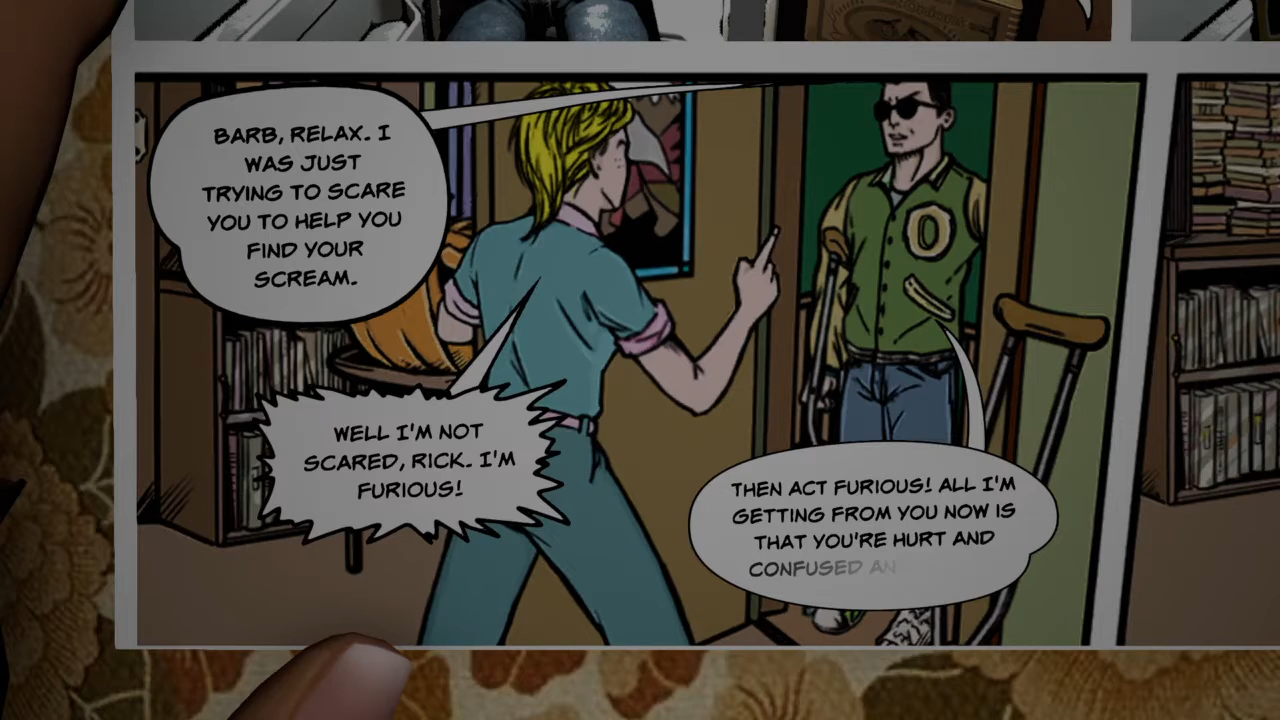 BARB, RELAX. I
WAS JUST
TRYING TO SCARE
YOU TO HELP YOU
FIND YOUR
SCREAM.
WELL I'M NOT
SCARED, RICK. I'M
FURIOUS!
O
THEN ACT FURIOUS! ALL I'M
GETTING FROM YOU NOW IS
THAT YOU'RE HURT AND
CONFUSED AN